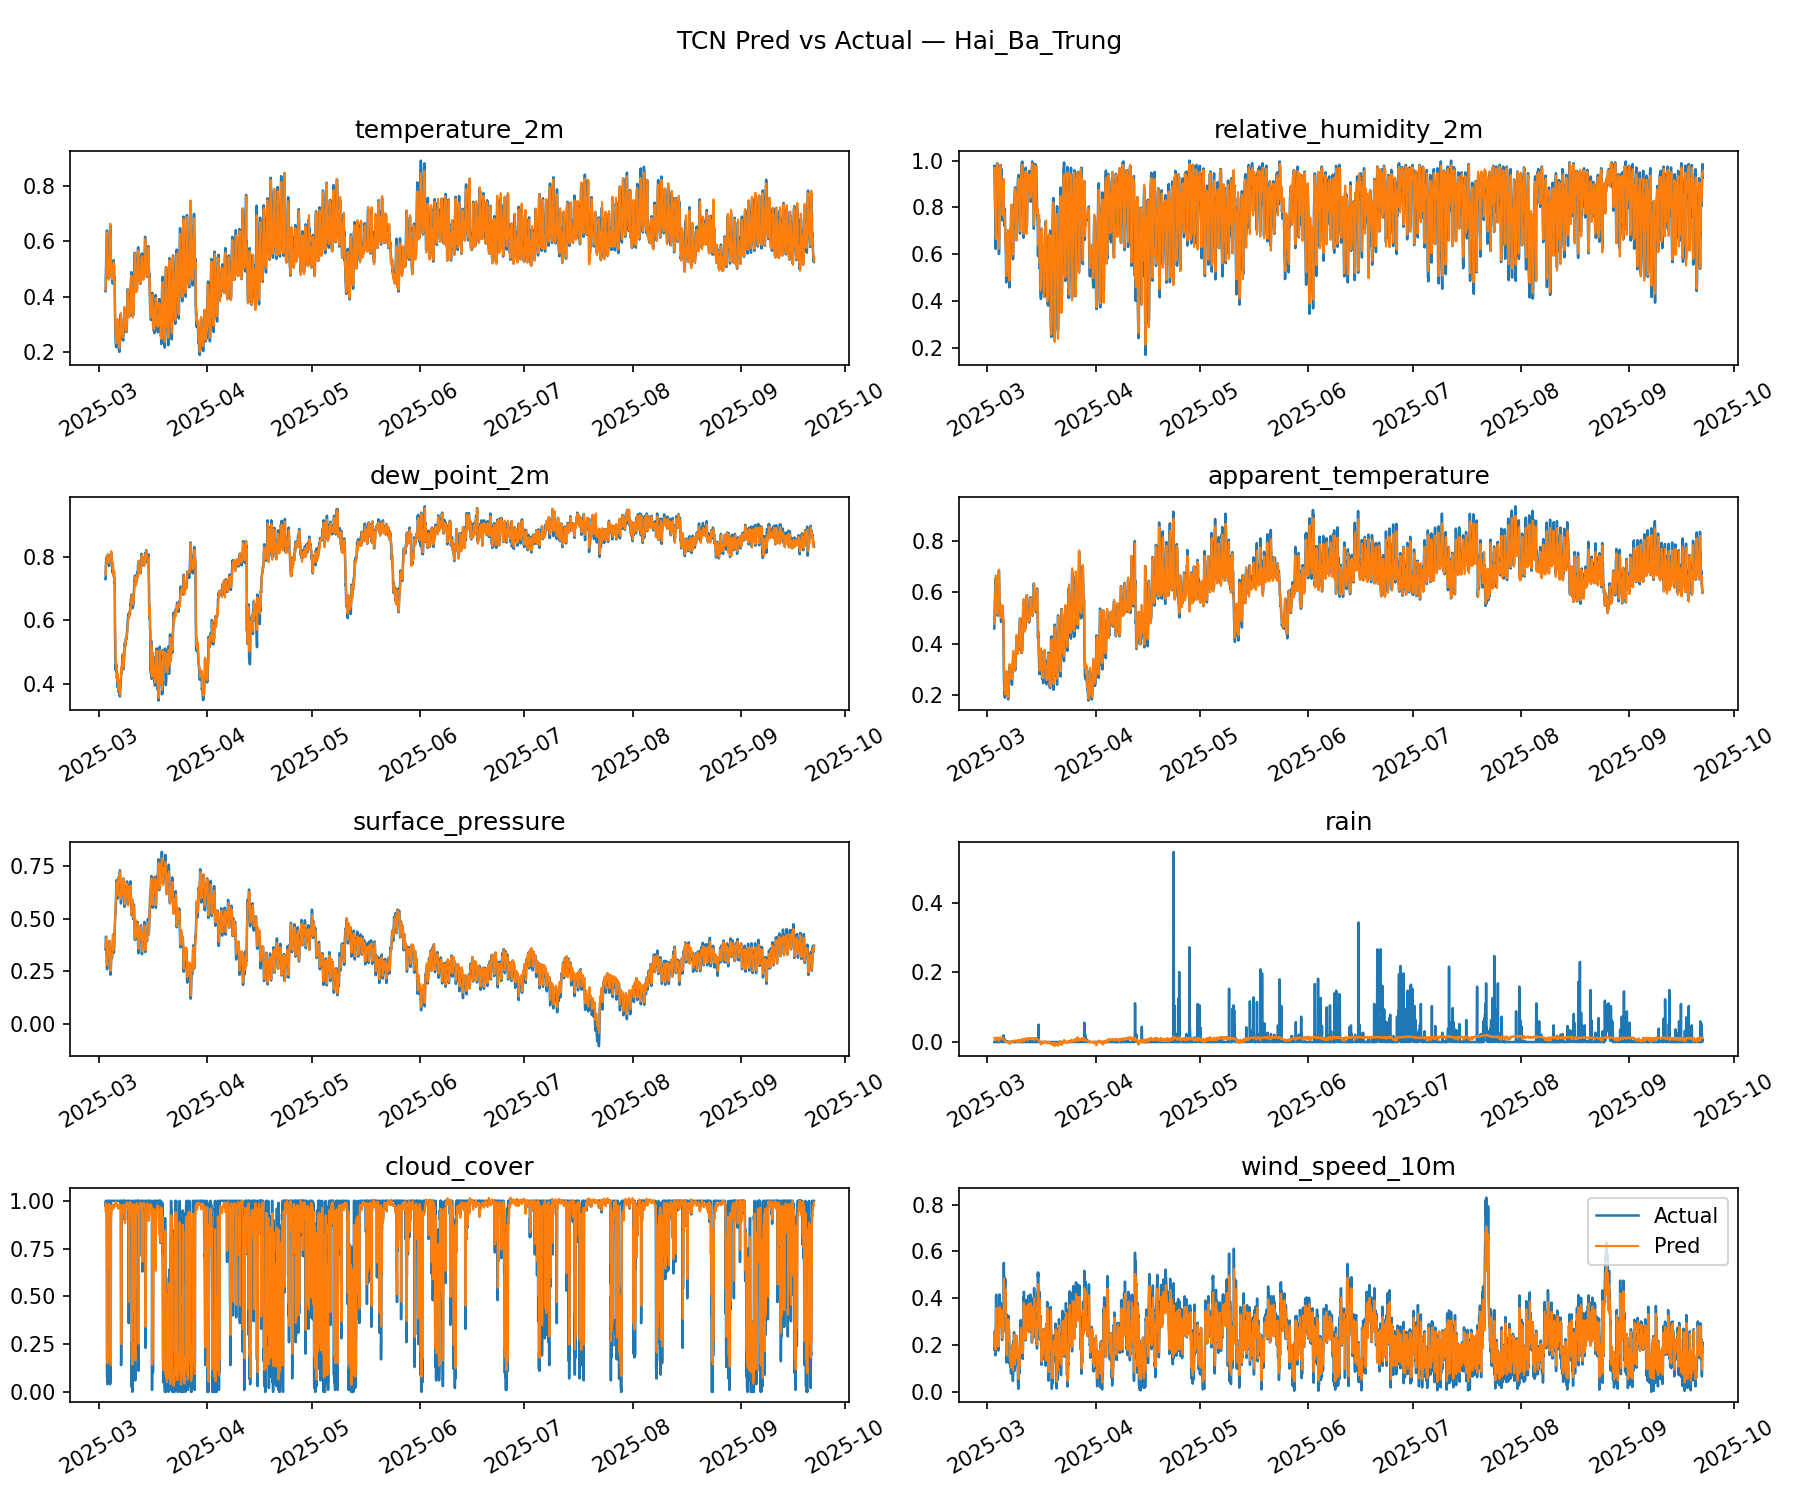 TCN Pred vs Actual — Hai_Ba_Trung
temperature_2m
relative_humidity_2m
0.8
0.6
0.4
0.2
2025-03 2025-04 2025-05 2025-06 2025-07 2025-08 2025-09 2025-10
1.0
0.8
0.6
0.4
0.2
2025-03 2025-04 2025-05 2025-06 2025-07 2025-08 2025-09 2025-10
dew_point_2m
apparent_temperature
0.8
0.6
0.4
2025-03 2025-04 2025-05 2025-06 2025-07 2025-08 2025-09 2025-10
0.8
0.6
0.4
0.2
2025-03 2025-04 2025-05 2025-06 2025-07 2025-08 2025-09 2025-10
surface_pressure
rain
0.75
0.50
0.25
0.00
2025-03 2025-04 2025-05 2025-06 2025-07 2025-08 2025-09 2025-10
0.4
0.2
0.0
2025-03 2025-04 2025-05 2025-06 2025-07 2025-08 2025-09 2025-10
cloud_cover
wind_speed_10m
1.00
0.75
0.50
0.25
0.00
2025-03 2025-04 2025-05 2025-06 2025-07 2025-08 2025-09 2025-10
0.8
0.6
0.4
0.2
0.0
Actual
Pred
2025-03 2025-04 2025-05 2025-06 2025-07 2025-08 2025-09 2025-10